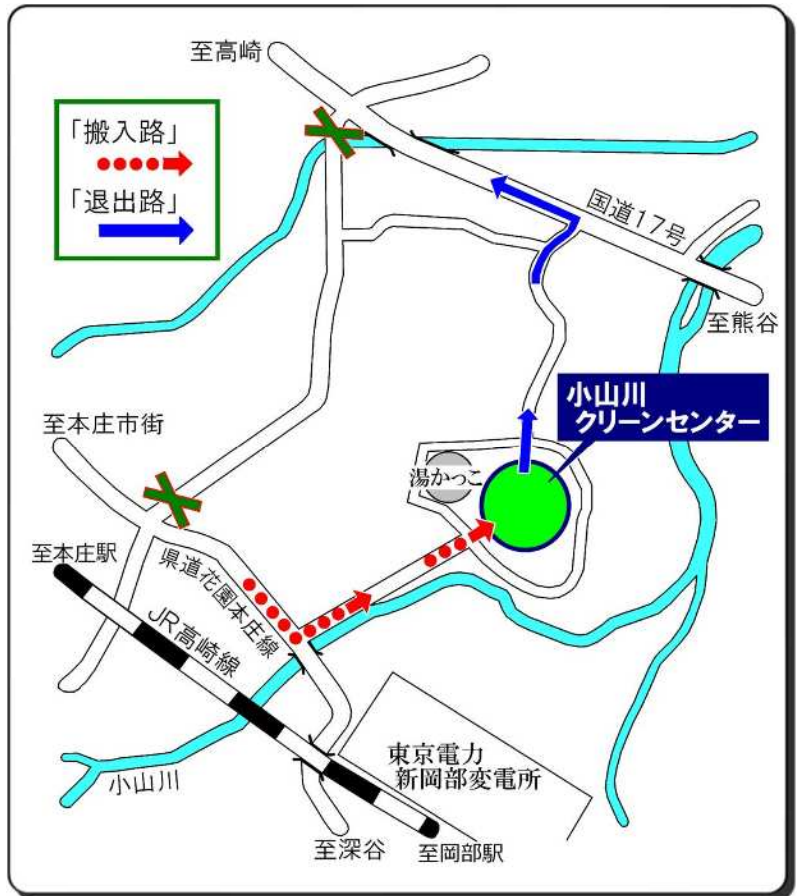 至高崎
「搬入路」
「退出路」
国道17号
至熊谷
小山川
クリーンセンター
至本庄市街
湯かっこ
至本庄駅
県道花園本庄線
JR高崎線
東京電力
新岡部変電所
小山川
至深谷
至岡部駅